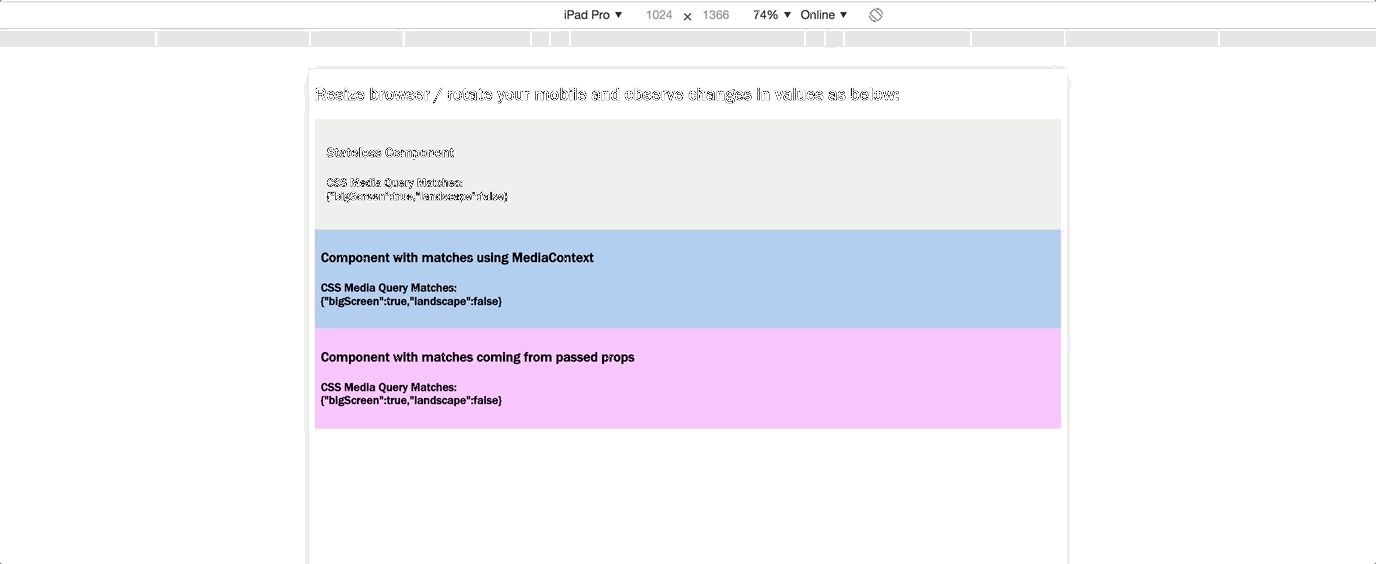 iPad Pro ▼ 1024 × 1366 74% ▼ Online ▼
Resize browser / rotate your mobile and observe changes in values as below:
Stateless Component
CSS Media Query Matches:
{"bigScreen":true,"landscape":false}
Component with matches using MediaContext
CSS Media Query Matches:
{"bigScreen":true,"landscape":false}
Component with matches coming from passed props
CSS Media Query Matches:
{"bigScreen":true,"landscape":false}